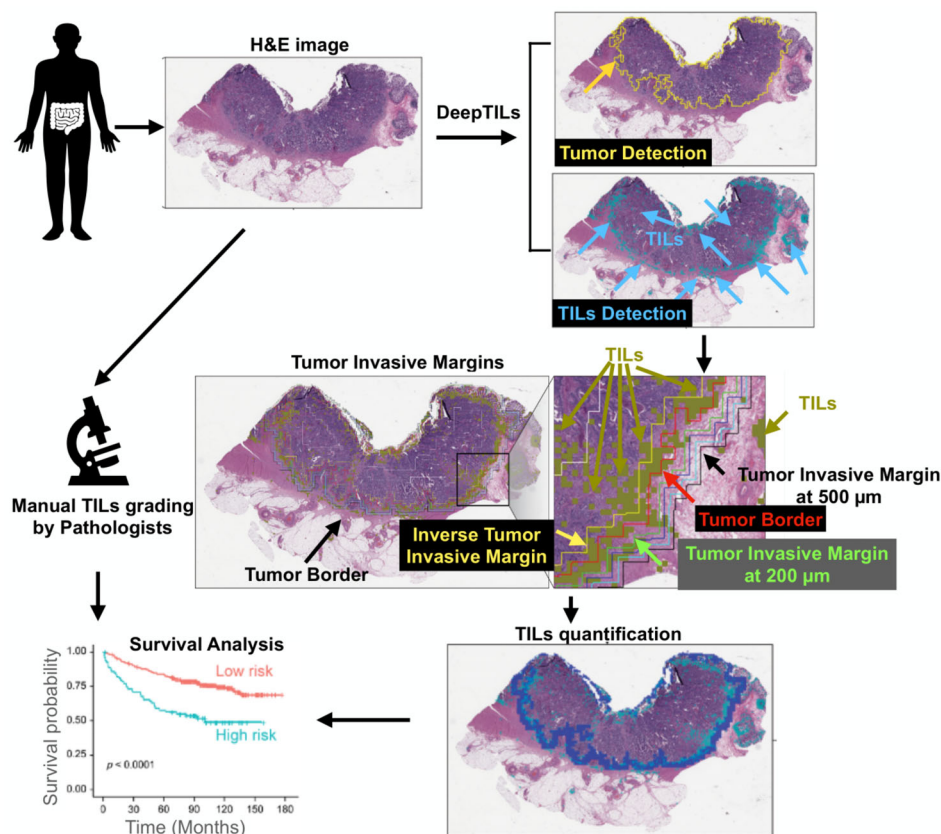 H&E image
DeepTILs
Tumor Detection
TILs
TILs Detection
Tumor Invasive Margins
TILs
TILs
Manual TILs grading
by Pathologists
Tumor Invasive Margin
at 500 µm
Tumor Border
Inverse Tumor
Invasive Margin
Tumor Invasive Margin
at 200 µm
Tumor Border
TILs quantification
Survival Analysis
Survival probability
1.00
0.75
0.50
0.25
0.00
Low risk
High risk
p < 0.0001
0 30 60 90 120 150 180
Time (Months)